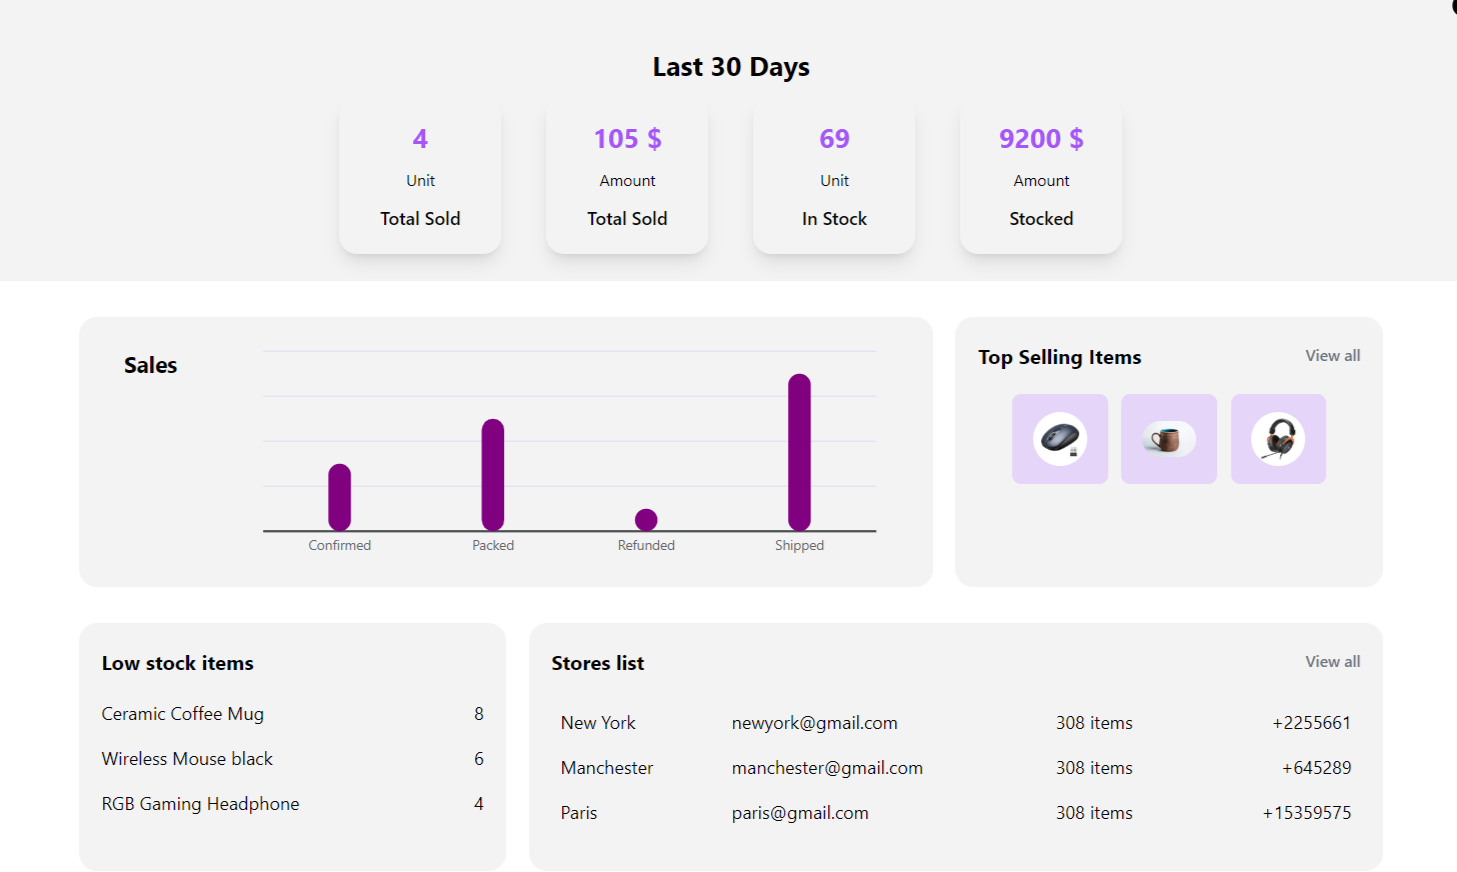 Last 30 Days
4
Unit
Total Sold
105 $
Amount
Total Sold
69
Unit
In Stock
9200 $
Amount
Stocked
Sales
Confirmed Packed Refunded Shipped
Top Selling Items View all
Low stock items
Ceramic Coffee Mug 8
Wireless Mouse black 6
RGB Gaming Headphone 4
Stores list View all
New York newyork@gmail.com 308 items +2255661
Manchester manchester@gmail.com 308 items +645289
Paris paris@gmail.com 308 items +15359575